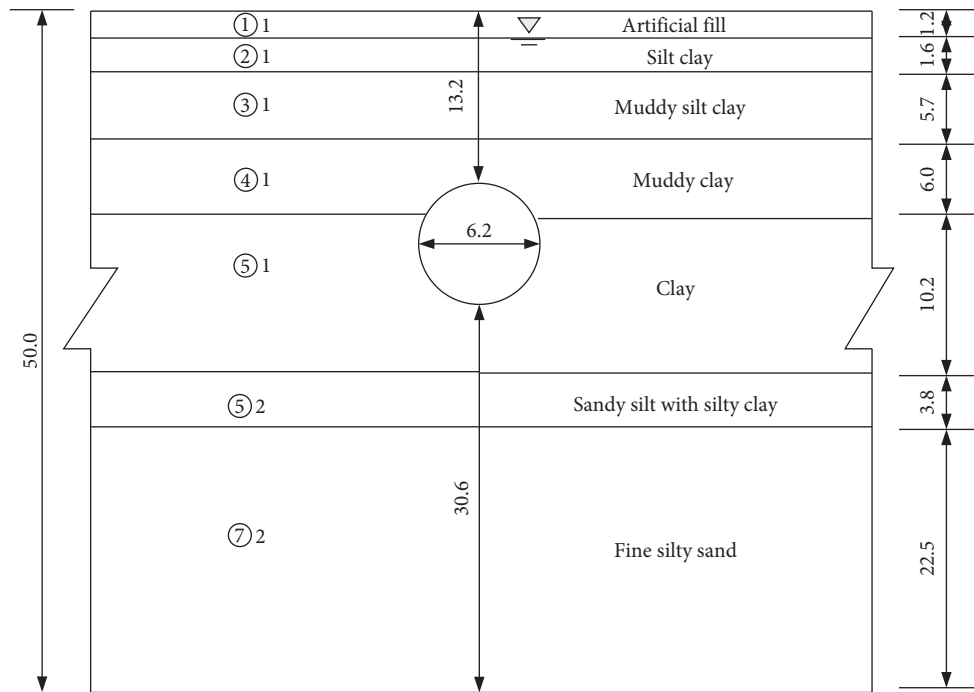 ①1 Artificial fill 1.2
②1 Silt clay 1.6
13.2
③1 Muddy silt clay 5.7
④1 Muddy clay 6.0
6.2
⑤1 Clay 10.2
50.0
⑤2 Sandy silt with silty clay 3.8
30.6
⑦2 Fine silty sand 22.5